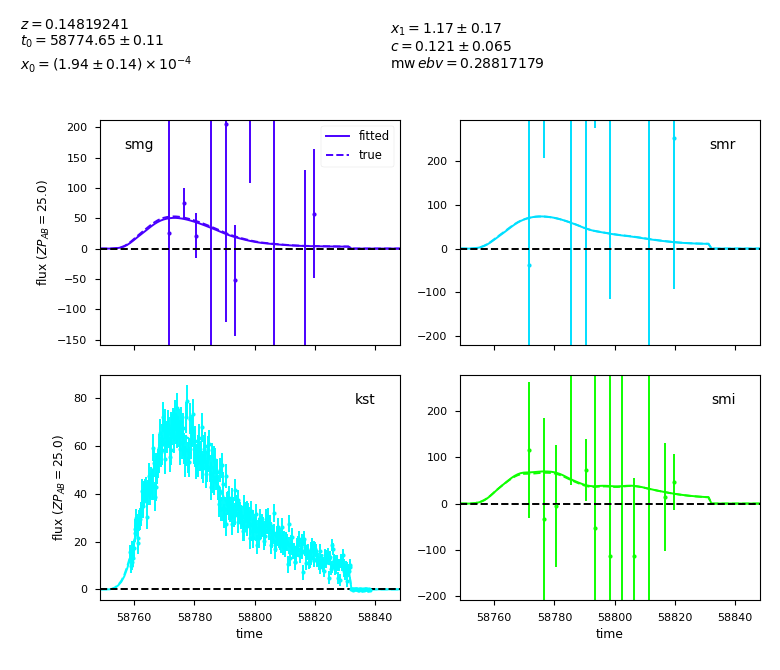 z = 0.14819241
t₀ = 58774.65 ± 0.11
x₀ = (1.94 ± 0.14) × 10⁻⁴
x₁ = 1.17 ± 0.17
c = 0.121 ± 0.065
mwebv = 0.28817179
smg
fitted
true
200
150
100
50
0
−50
−100
−150
flux (ZP_AB = 25.0)
smr
200
100
0
−100
−200
kst
80
60
40
20
0
flux (ZP_AB = 25.0)
58760 58780 58800 58820 58840
time
smi
200
100
0
−100
−200
58760 58780 58800 58820 58840
time